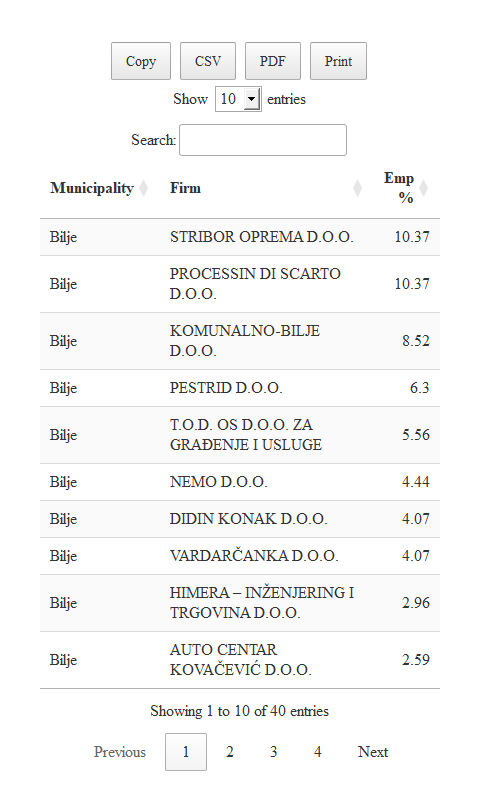 Copy CSV PDF Print
Show 10 entries
Search:
Municipality Firm Emp
%
Bilje STRIBOR OPREMA D.O.O. 10.37
Bilje PROCESSIN DI SCARTO
D.O.O. 10.37
Bilje KOMUNALNO-BILJE
D.O.O. 8.52
Bilje PESTRID D.O.O. 6.3
Bilje T.O.D. OS D.O.O. ZA
GRAĐENJE I USLUGE 5.56
Bilje NEMO D.O.O. 4.44
Bilje DIDIN KONAK D.O.O. 4.07
Bilje VARDARČANKA D.O.O. 4.07
Bilje HIMERA – INŽENJERING I
TRGOVINA D.O.O. 2.96
Bilje AUTO CENTAR
KOVAČEVIĆ D.O.O. 2.59
Showing 1 to 10 of 40 entries
Previous 1 2 3 4 Next